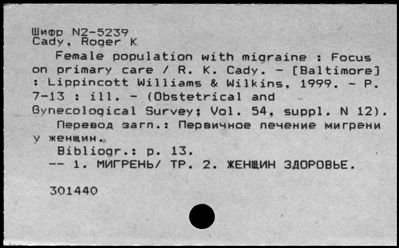 Шифр N2-5239
Cady, Roger K
Female population with migraine : Focus
on primary care / R. K. Cady. - [Baltimore]
: Lippincott Williams & Wilkins, 1999. - P.
7-13 : ill. - (Obstetrical and
Gynecological Survey; Vol. 54, suppl. N 12).
Перевод загл.: Первичное лечение мигрени
у женщин.
Bibliogr.: p. 13.
-- 1. МИГРЕНЬ/ ТР. 2. ЖЕНЩИН ЗДОРОВЬЕ.
301440